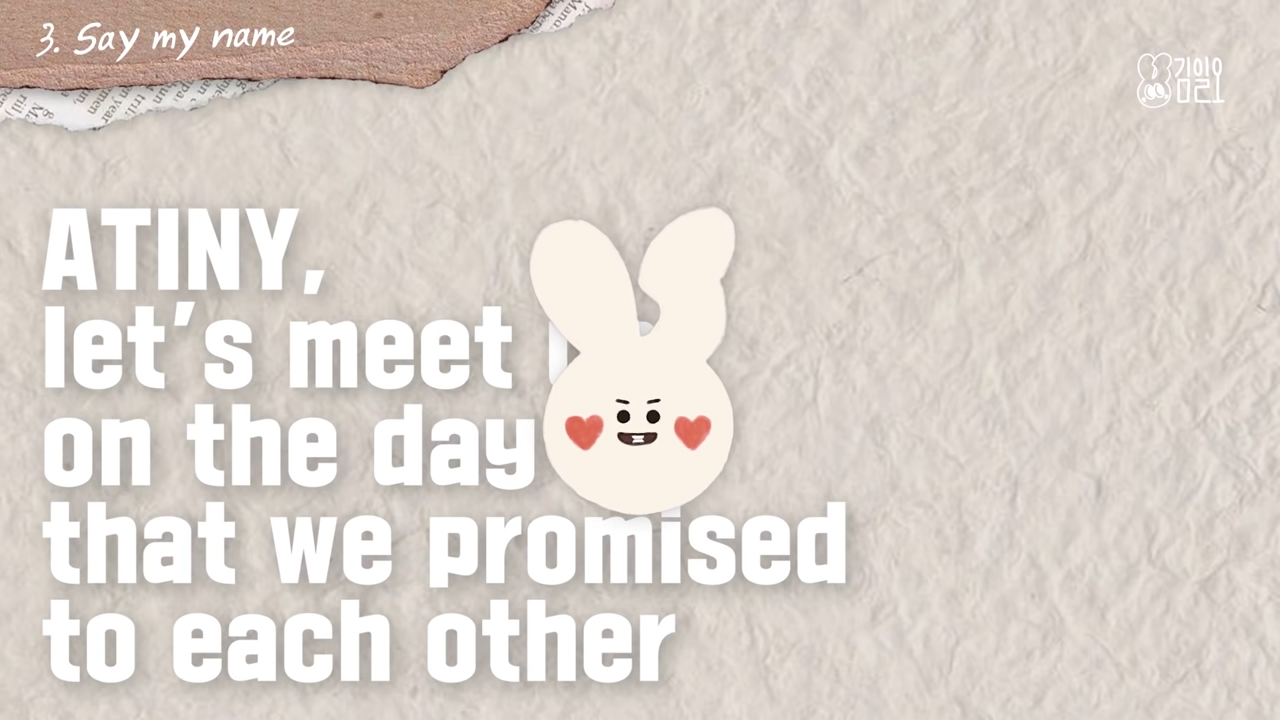 3. Say my name
ATINY,
let's meet
on the day
that we promised
to each other